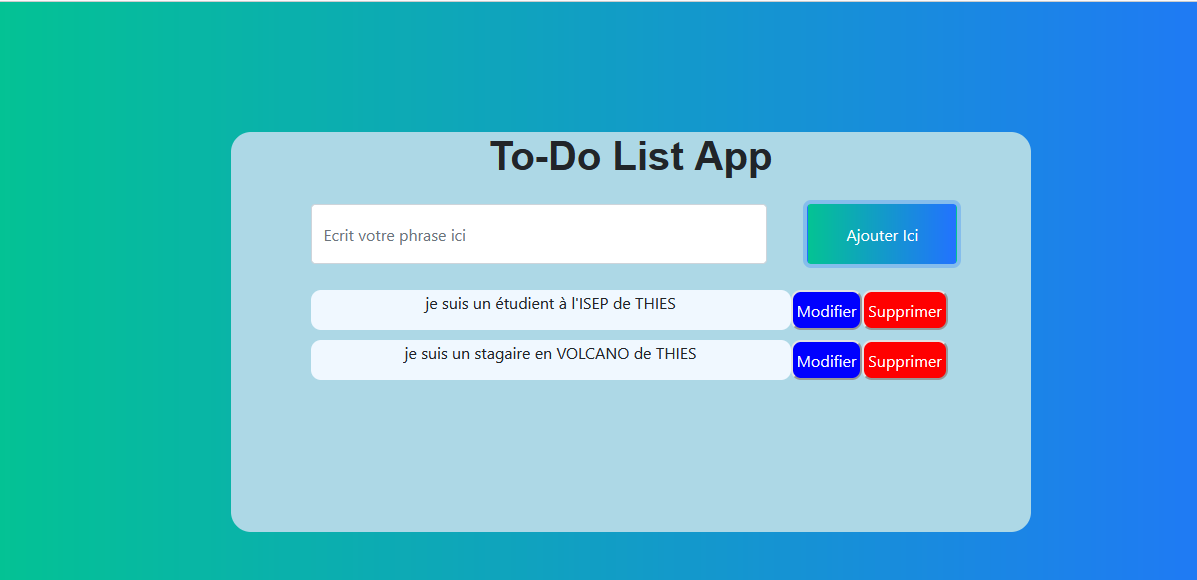 To-Do List App
Ecrit votre phrase ici
Ajouter Ici
je suis un étudient à l'ISEP de THIES
Modifier
Supprimer
je suis un stagaire en VOLCANO de THIES
Modifier
Supprimer